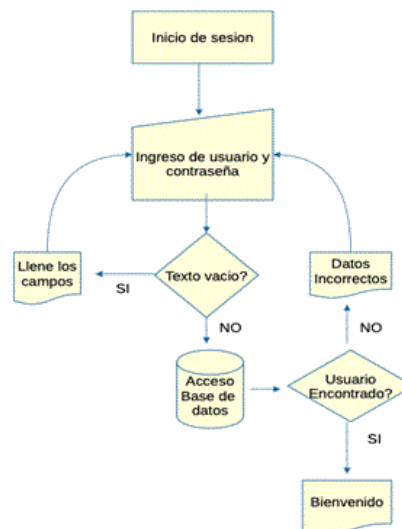 Inicio de sesion
Ingreso de usuario y
contraseña
Llene los
campos
SI
Texto vacio?
Datos
Incorrectos
NO
NO
Acceso
Base de
datos
Usuario
Encontrado?
SI
Bienvenido